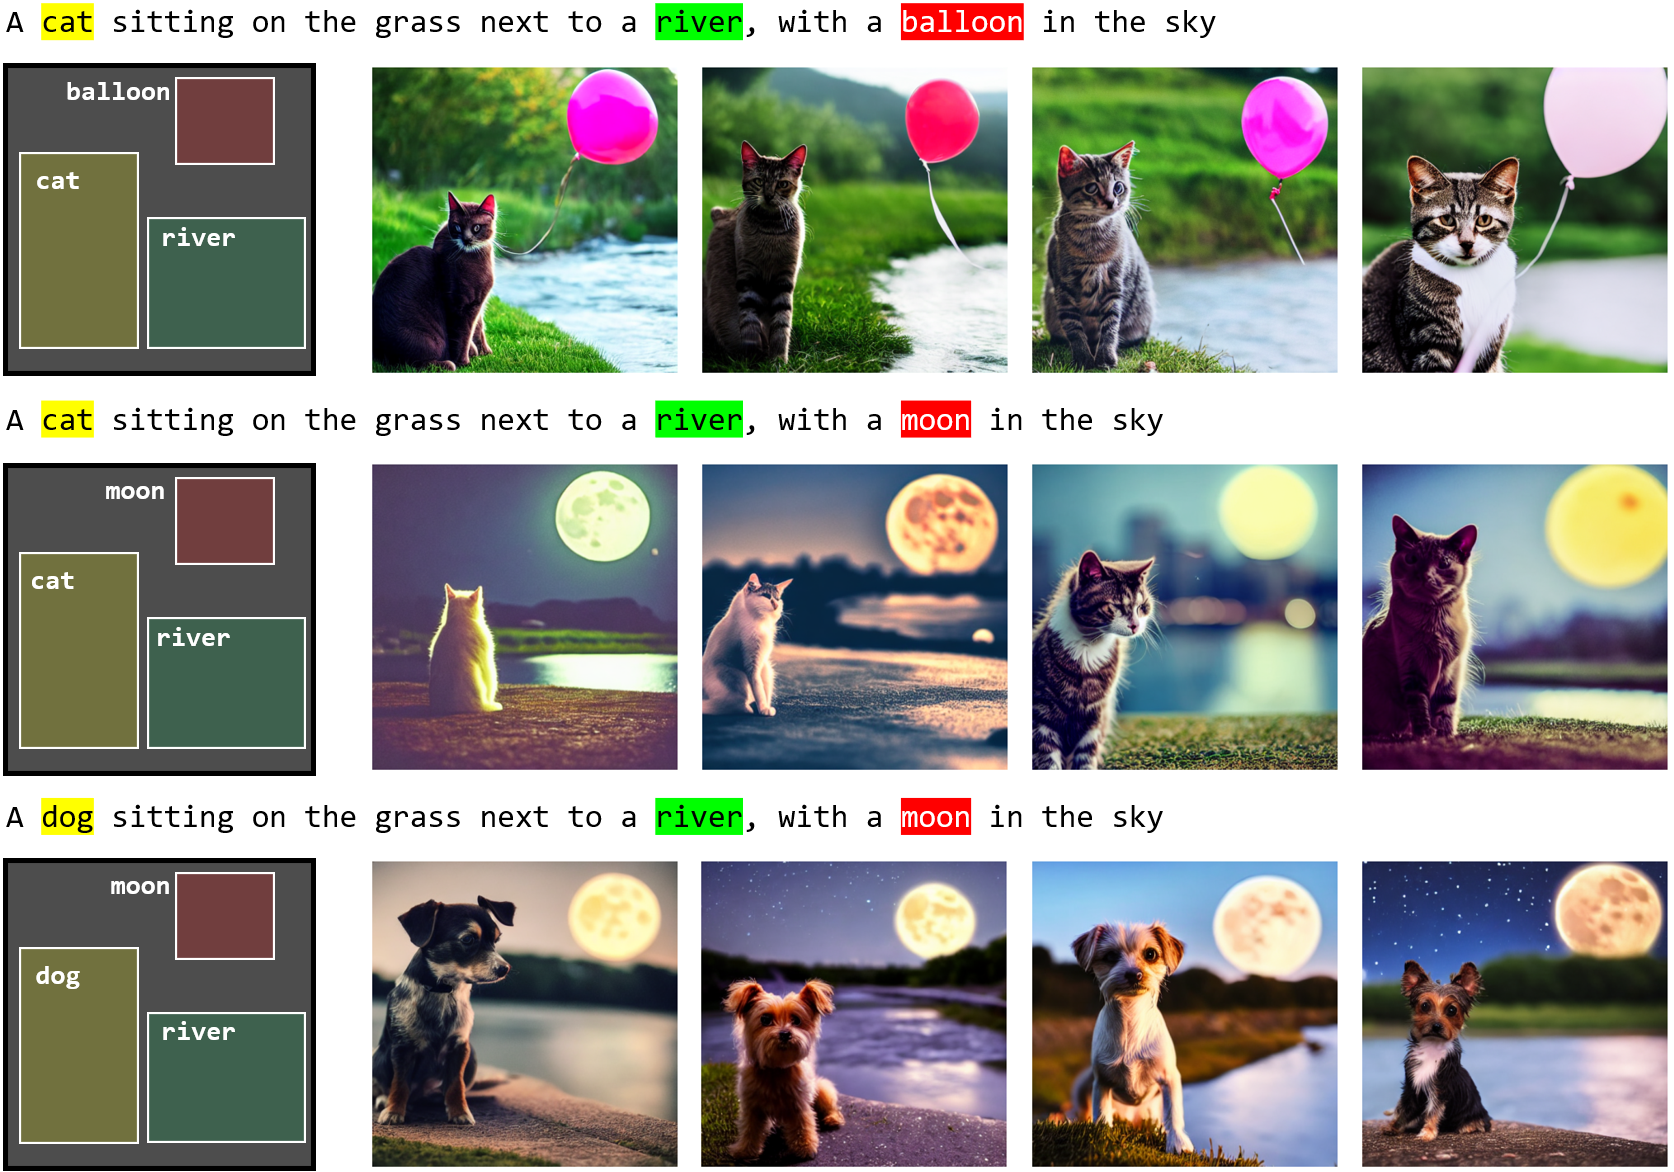 A cat sitting on the grass next to a river, with a balloon in the sky
balloon
cat
river
A cat sitting on the grass next to a river, with a moon in the sky
moon
cat
river
A dog sitting on the grass next to a river, with a moon in the sky
moon
dog
river